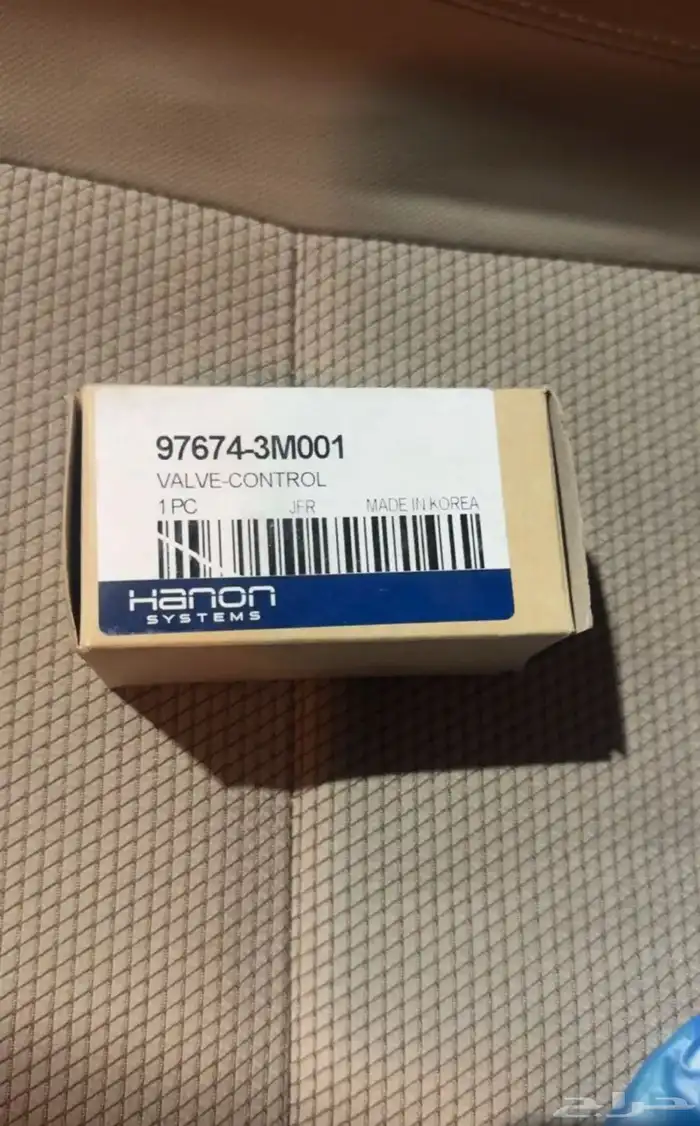 97674-3M001
VALVE-CONTROL
1 PC JFR MADE IN KOREA
Hanon
SYSTEMS
حراج